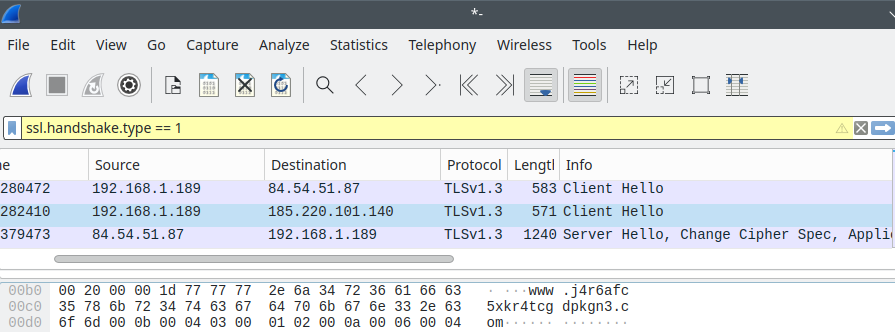 *-
File Edit View Go Capture Analyze Statistics Telephony Wireless Tools Help
ssl.handshake.type == 1
ne Source Destination Protocol Lengtl Info
280472 192.168.1.189 84.54.51.87 TLSv1.3 583 Client Hello
282410 192.168.1.189 185.220.101.140 TLSv1.3 571 Client Hello
379473 84.54.51.87 192.168.1.189 TLSv1.3 1240 Server Hello, Change Cipher Spec, Applic
00b0 00 20 00 00 1d 77 77 77 2e 6a 34 72 36 61 66 63 · ···www .j4r6afc
00c0 35 78 6b 72 34 74 63 67 64 70 6b 67 6e 33 2e 63 5xkr4tcg dpkgn3.c
00d0 6f 6d 00 0b 00 04 03 00 01 02 00 0a 00 06 00 04 om······ ········